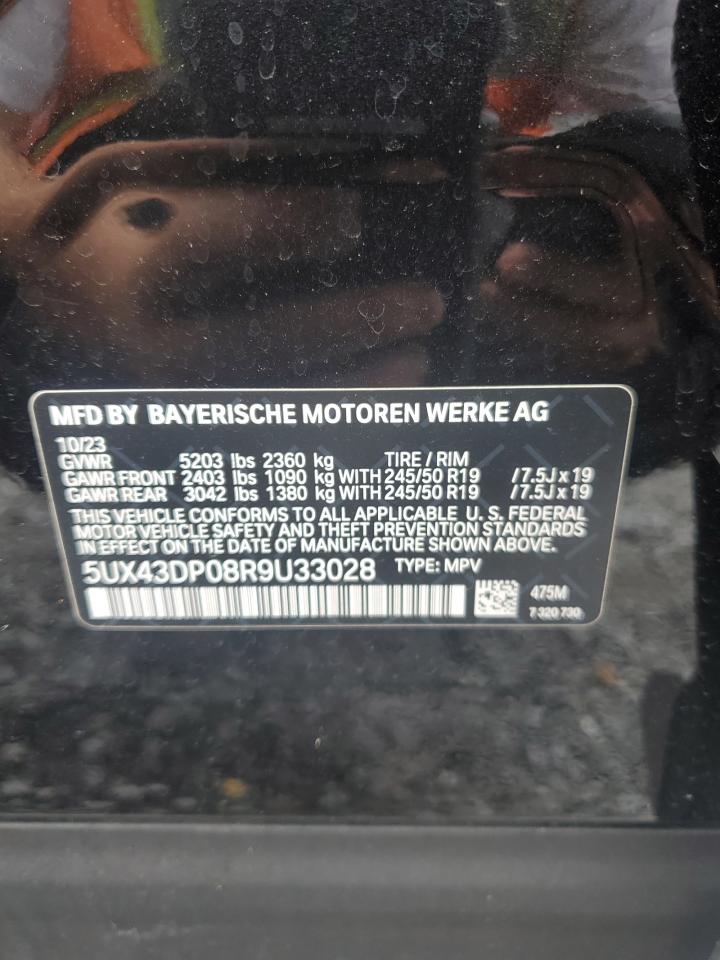 MFD BY BAYERISCHE MOTOREN WERKE AG
10/23
GVWR 5203 lbs 2360 kg TIRE / RIM
GAWR FRONT 2403 lbs 1090 kg WITH 245/50 R19 /7.5J x 19
GAWR REAR 3042 lbs 1380 kg WITH 245/50 R19 /7.5J x 19
THIS VEHICLE CONFORMS TO ALL APPLICABLE U. S. FEDERAL
MOTOR VEHICLE SAFETY AND THEFT PREVENTION STANDARDS
IN EFFECT ON THE DATE OF MANUFACTURE SHOWN ABOVE.
5UX43DP08R9U33028 TYPE: MPV
475M
7 320 730